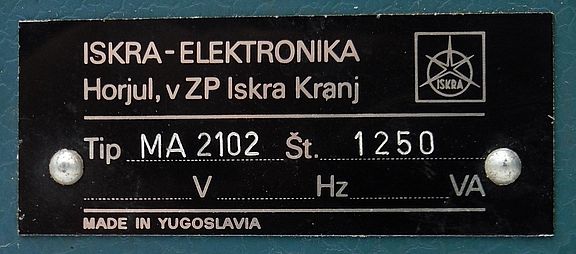 ISKRA-ELEKTRONIKA
Horjul, v ZP Iskra Kranj
ISKRA
Tip MA 2102 Št. 1250
V Hz VA
MADE IN YUGOSLAVIA